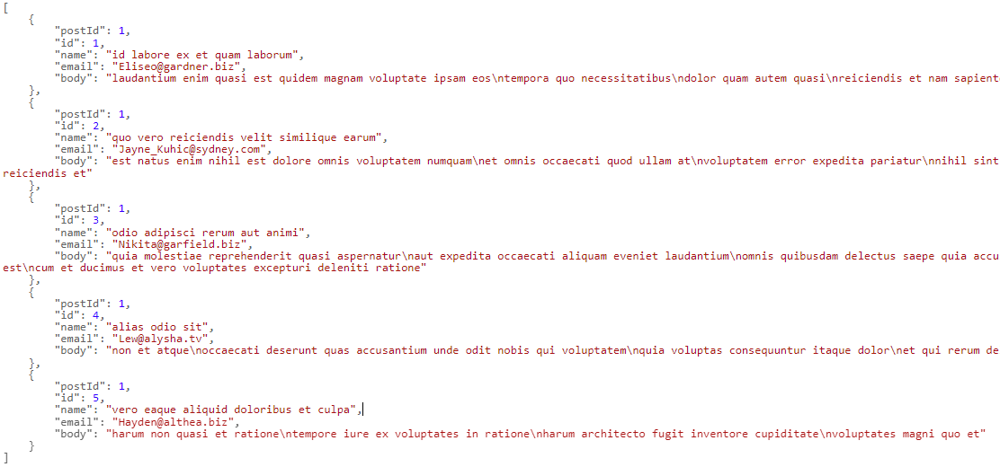 [
    {
        "postId": 1,
        "id": 1,
        "name": "id labore ex et quam laborum",
        "email": "Eliseo@gardner.biz",
        "body": "laudantium enim quasi est quidem magnam voluptate ipsam eos\ntempora quo necessitatibus\ndolor quam autem quasi\nreiciendis et nam sapient
    },
    {
        "postId": 1,
        "id": 2,
        "name": "quo vero reiciendis velit similique earum",
        "email": "Jayne_Kuhic@sydney.com",
        "body": "est natus enim nihil est dolore omnis voluptatem numquam\net omnis occaecati quod ullam at\nvoluptatem error expedita pariatur\nnihil sint
reiciendis et"
    },
    {
        "postId": 1,
        "id": 3,
        "name": "odio adipisci rerum aut animi",
        "email": "Nikita@garfield.biz",
        "body": "quia molestiae reprehenderit quasi aspernatur\naut expedita occaecati aliquam eveniet laudantium\nomnis quibusdam delectus saepe quia accu
est\ncum et ducimus et vero voluptates excepturi deleniti ratione"
    },
    {
        "postId": 1,
        "id": 4,
        "name": "alias odio sit",
        "email": "Lew@alysha.tv",
        "body": "non et atque\noccaecati deserunt quas accusantium unde odit nobis qui voluptatem\nquia voluptas consequuntur itaque dolor\net qui rerum de
    },
    {
        "postId": 1,
        "id": 5,
        "name": "vero eaque aliquid doloribus et culpa",
        "email": "Hayden@althea.biz",
        "body": "harum non quasi et ratione\ntempore iure ex voluptates in ratione\nharum architecto fugit inventore cupiditate\nvoluptates magni quo et"
    }
]